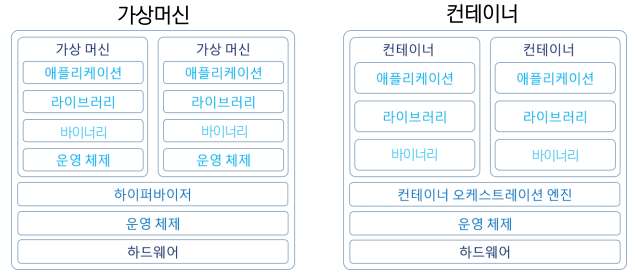 가상머신
가상 머신
애플리케이션
라이브러리
바이너리
운영 체제
가상 머신
애플리케이션
라이브러리
바이너리
운영 체제
하이퍼바이저
운영 체제
하드웨어
컨테이너
컨테이너
애플리케이션
라이브러리
바이너리
컨테이너
애플리케이션
라이브러리
바이너리
컨테이너 오케스트레이션 엔진
운영 체제
하드웨어